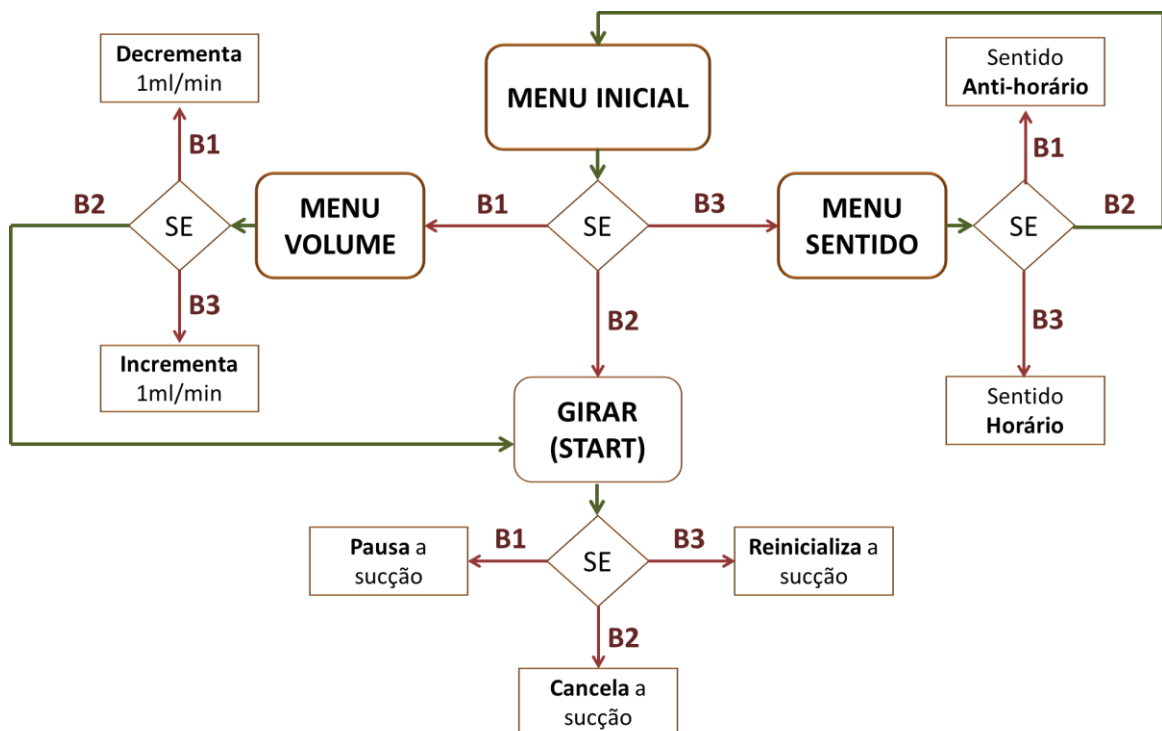 MENU INICIAL
Decrementa
1ml/min
Sentido
Anti-horário
B1
B1
B2
SE
MENU
VOLUME
B1
SE
B3
MENU
SENTIDO
SE
B2
B3
B2
B3
Incrementa
1ml/min
GIRAR
(START)
Sentido
Horário
Pausa a
sucção
B1
SE
B3
Reinicializa a
sucção
B2
Cancela a
sucção